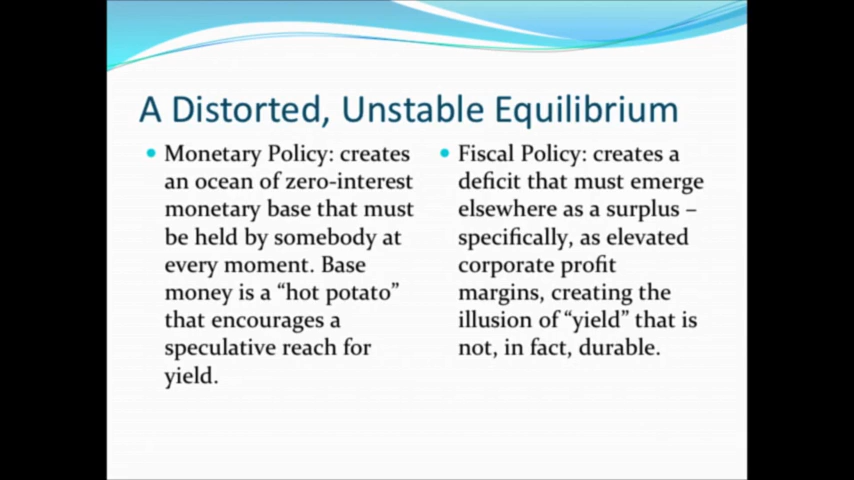 A Distorted, Unstable Equilibrium
• Monetary Policy: creates
an ocean of zero-interest
monetary base that must
be held by somebody at
every moment. Base
money is a “hot potato”
that encourages a
speculative reach for
yield.
• Fiscal Policy: creates a
deficit that must emerge
elsewhere as a surplus –
specifically, as elevated
corporate profit
margins, creating the
illusion of “yield” that is
not, in fact, durable.